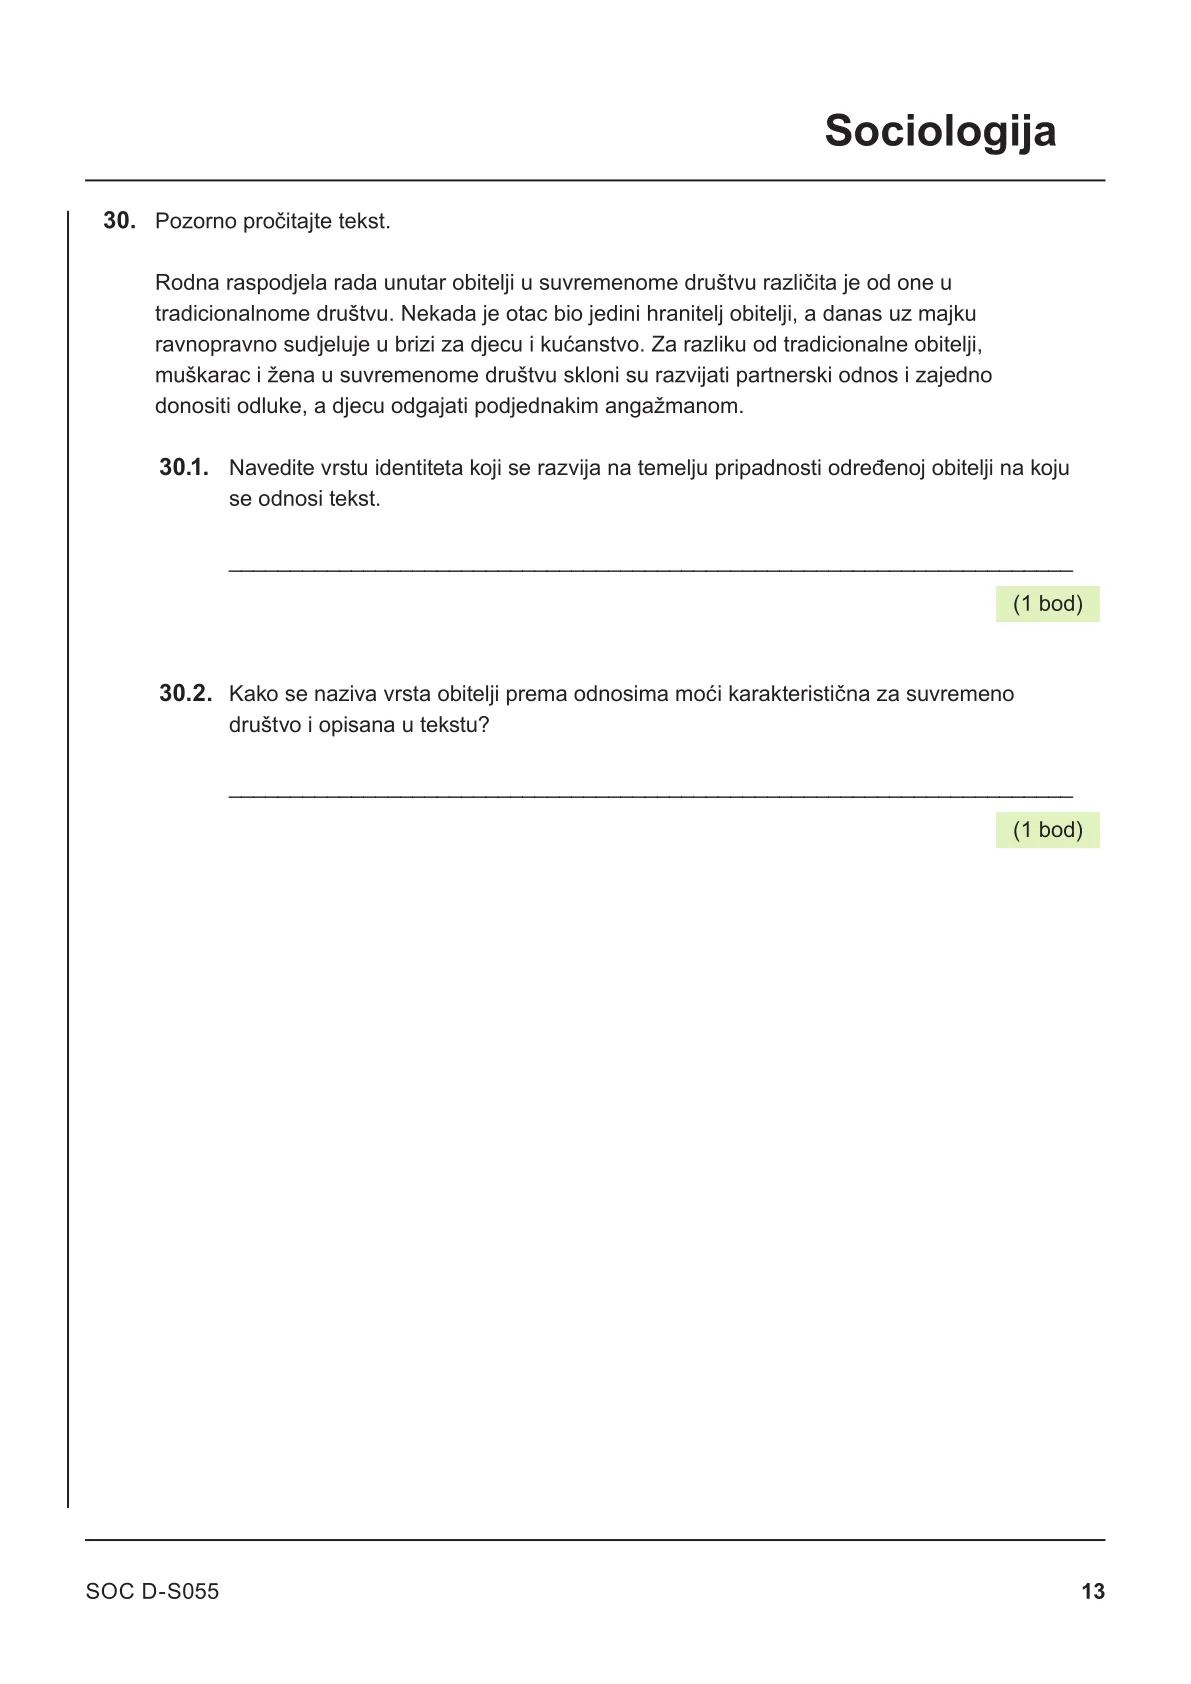 Sociologija
30. Pozorno pročitajte tekst.
Rodna raspodjela rada unutar obitelji u suvremenome društvu različita je od one u
tradicionalnome društvu. Nekada je otac bio jedini hranitelj obitelji, a danas uz majku
ravnopravno sudjeluje u brizi za djecu i kućanstvo. Za razliku od tradicionalne obitelji,
muškarac i žena u suvremenome društvu skloni su razvijati partnerski odnos i zajedno
donositi odluke, a djecu odgajati podjednakim angažmanom.
30.1. Navedite vrstu identiteta koji se razvija na temelju pripadnosti određenoj obitelji na koju
se odnosi tekst.
_____________________________________________________________________
(1 bod)
30.2. Kako se naziva vrsta obitelji prema odnosima moći karakteristična za suvremeno
društvo i opisana u tekstu?
_____________________________________________________________________
(1 bod)
SOC D-S055
13